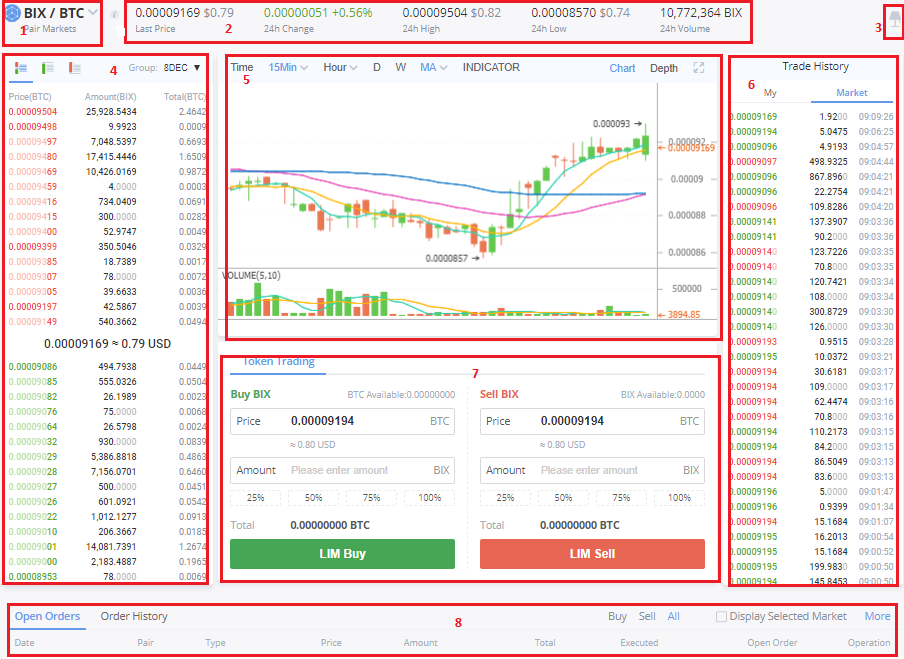 BIX / BTC
1 Pair Markets
0.00009169 $0.79
Last Price
2
0.00000051 +0.56%
24h Change
0.00009504 $0.82
24h High
0.00008570 $0.74
24h Low
10,772,364 BIX
24h Volume
3
4
Group: 8DEC ▼
Price(BTC) Amount(BIX) Total(BTC)
0.00009504 25,928.5434 2.4642
0.00009498 9.9923 0.0009
0.00009497 7,048.5397 0.6693
0.00009480 17,415.4446 1.6509
0.00009469 10,426.0169 0.9872
0.00009459 4.0000 0.0003
0.00009416 734.0409 0.0691
0.00009415 300.0000 0.0282
0.00009400 52.9747 0.0049
0.00009399 350.5046 0.0329
0.00009385 18.7389 0.0017
0.00009307 78.0000 0.0072
0.00009305 39.6633 0.0036
0.00009197 42.5867 0.0039
0.00009149 540.3662 0.0494
0.00009169 ≈ 0.79 USD
0.00009086 494.7938 0.0449
0.00009085 555.0326 0.0504
0.00009082 26.1989 0.0023
0.00009076 75.0000 0.0068
0.00009064 26.5798 0.0024
0.00009032 930.0000 0.0839
0.00009029 5,386.8818 0.4863
0.00009028 7,156.0701 0.6460
0.00009027 500.0000 0.0451
0.00009026 601.0921 0.0542
0.00009022 1,012.1277 0.0913
0.00009010 206.3667 0.0185
0.00009001 14,081.7391 1.2674
0.00009000 2,183.4887 0.1965
0.00008953 78.0000 0.0069
Time 15Min Hour D W MA INDICATOR Chart Depth
5
0.000093 →
0.000092
0.00009169
0.00009
0.000088
0.000086
0.0000857 →
VOLUME(5,10)
500000
3894.85
Token Trading
7
Buy BIX BTC Available:0.00000000
Price 0.00009194 BTC
≈ 0.80 USD
Amount Please enter amount BIX
25% 50% 75% 100%
Total 0.00000000 BTC
LIM Buy
Sell BIX BIX Available:0.0000
Price 0.00009194 BTC
≈ 0.80 USD
Amount Please enter amount BIX
25% 50% 75% 100%
Total 0.00000000 BTC
LIM Sell
Trade History
6
My Market
0.00009169 1.9200 09:09:26
0.00009194 5.0475 09:06:25
0.00009096 4.9193 09:04:57
0.00009097 498.9325 09:04:44
0.00009096 867.8960 09:04:21
0.00009096 22.2754 09:04:21
0.00009096 109.8286 09:04:20
0.00009141 137.3907 09:03:36
0.00009141 90.2000 09:03:36
0.00009140 123.7226 09:03:35
0.00009140 70.8000 09:03:35
0.00009140 120.7421 09:03:34
0.00009140 108.0000 09:03:34
0.00009140 300.8729 09:03:30
0.00009140 126.0000 09:03:30
0.00009193 0.9515 09:03:28
0.00009195 10.0372 09:03:21
0.00009194 30.6181 09:03:17
0.00009194 109.0000 09:03:17
0.00009194 62.4474 09:03:16
0.00009194 70.8000 09:03:16
0.00009194 110.2173 09:03:15
0.00009194 84.2000 09:03:15
0.00009194 86.5049 09:03:13
0.00009194 83.6000 09:03:13
0.00009196 5.0000 09:01:47
0.00009196 0.9399 09:01:34
0.00009194 15.1684 09:01:07
0.00009195 16.2013 09:00:54
0.00009194 15.1684 09:00:52
0.00009195 199.9830 09:00:50
0.00009194 145.8453 09:00:50
Open Orders Order History
8
Buy Sell All Display Selected Market More
Date Pair Type Price Amount Total Executed Open Order Operation